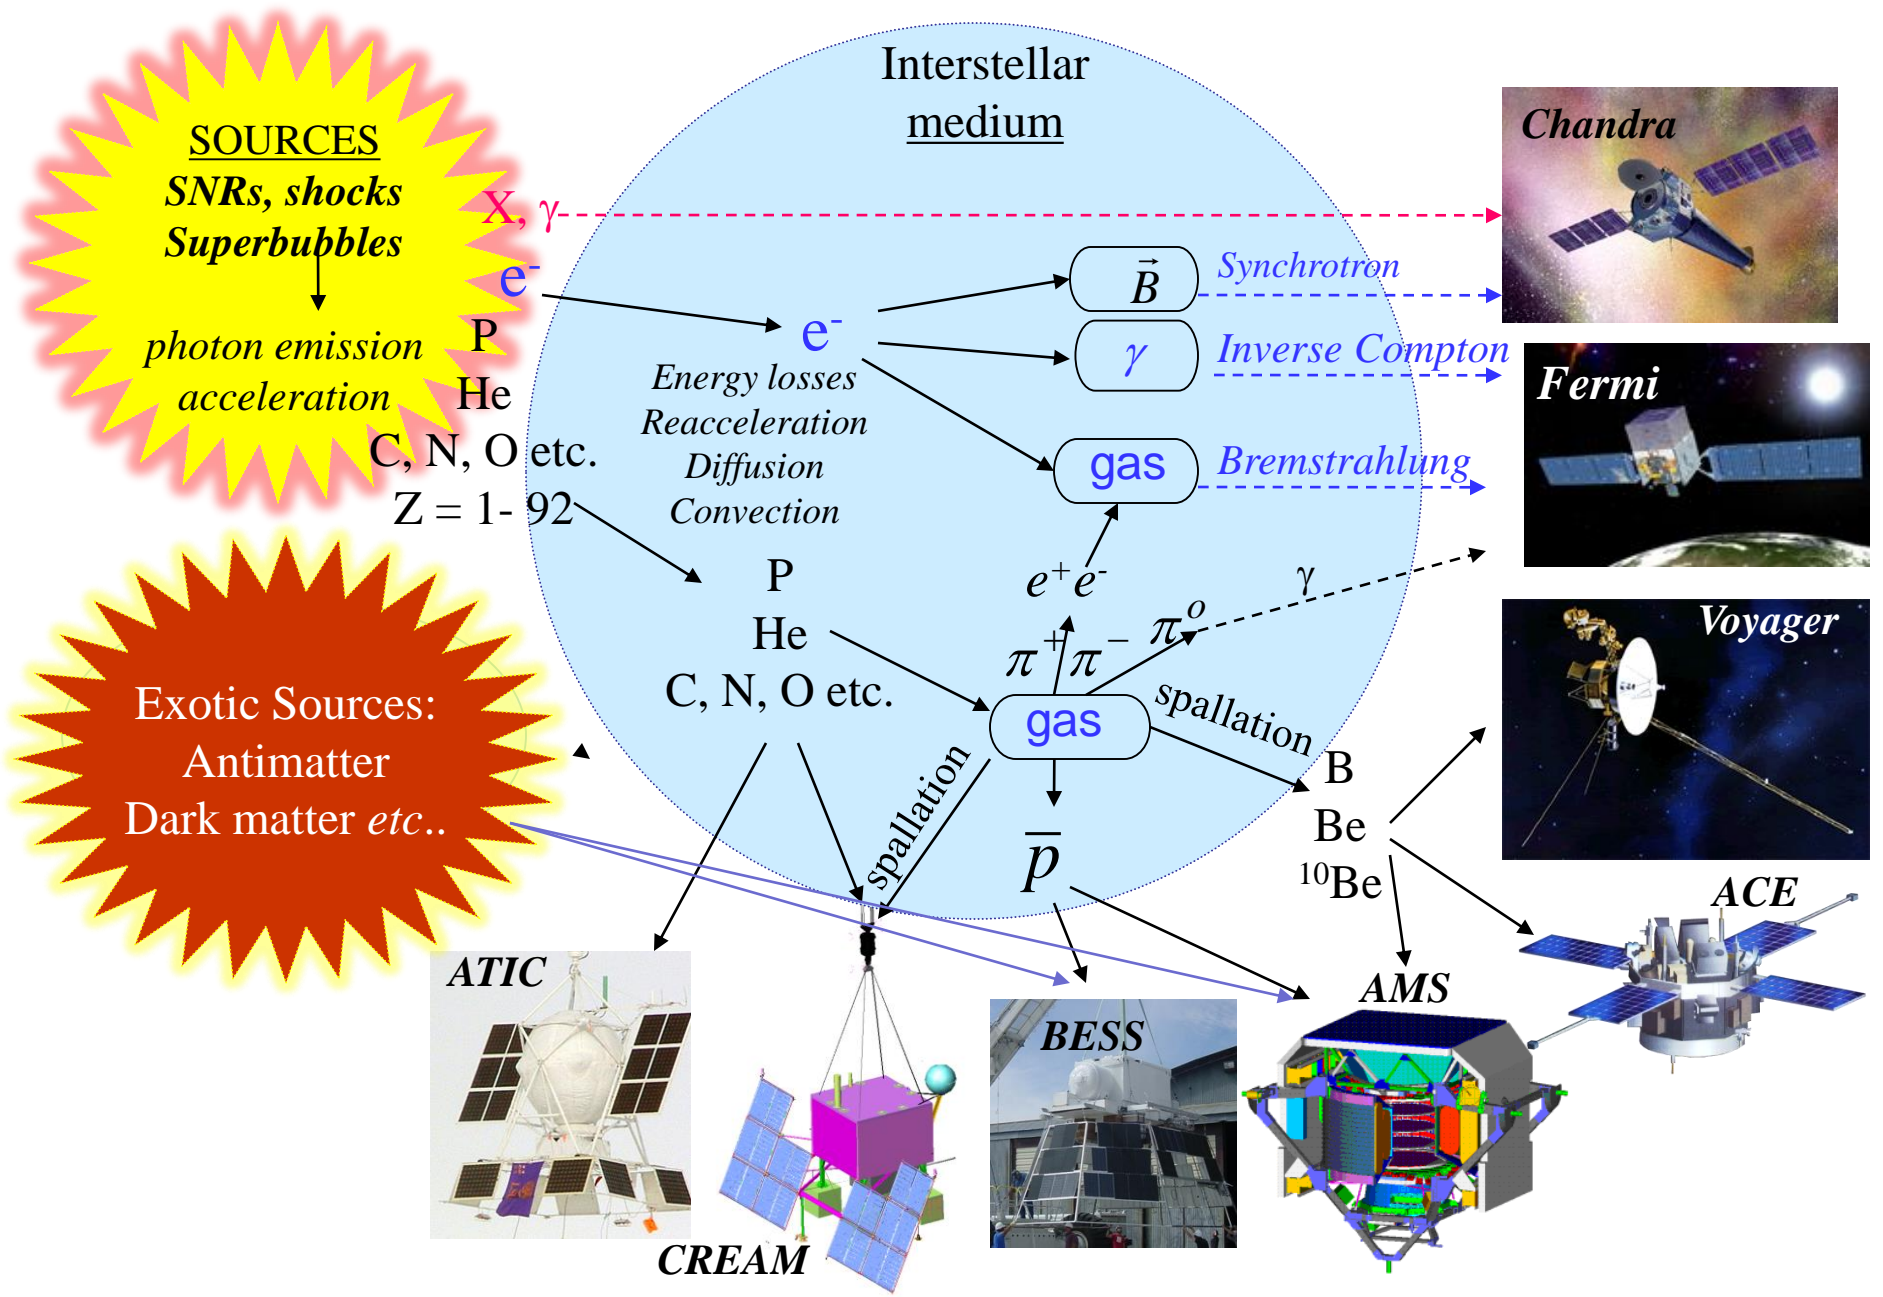 Interstellar
medium
SOURCES
SNRs, shocks
Superbubbles
photon emission
acceleration
X, γ
e⁻
P
He
C, N, O etc.
Z = 1- 92
e⁻
Energy losses
Reacceleration
Diffusion
Convection
B⃗
Synchrotron
γ
Inverse Compton
gas
Bremstrahlung
P
He
C, N, O etc.
e⁺e⁻
π⁺ π⁻ πᵒ
γ
gas
spallation
spallation
p̅
B
Be
¹⁰Be
Exotic Sources:
Antimatter
Dark matter etc..
Chandra
Fermi
Voyager
ACE
AMS
BESS
CREAM
ATIC